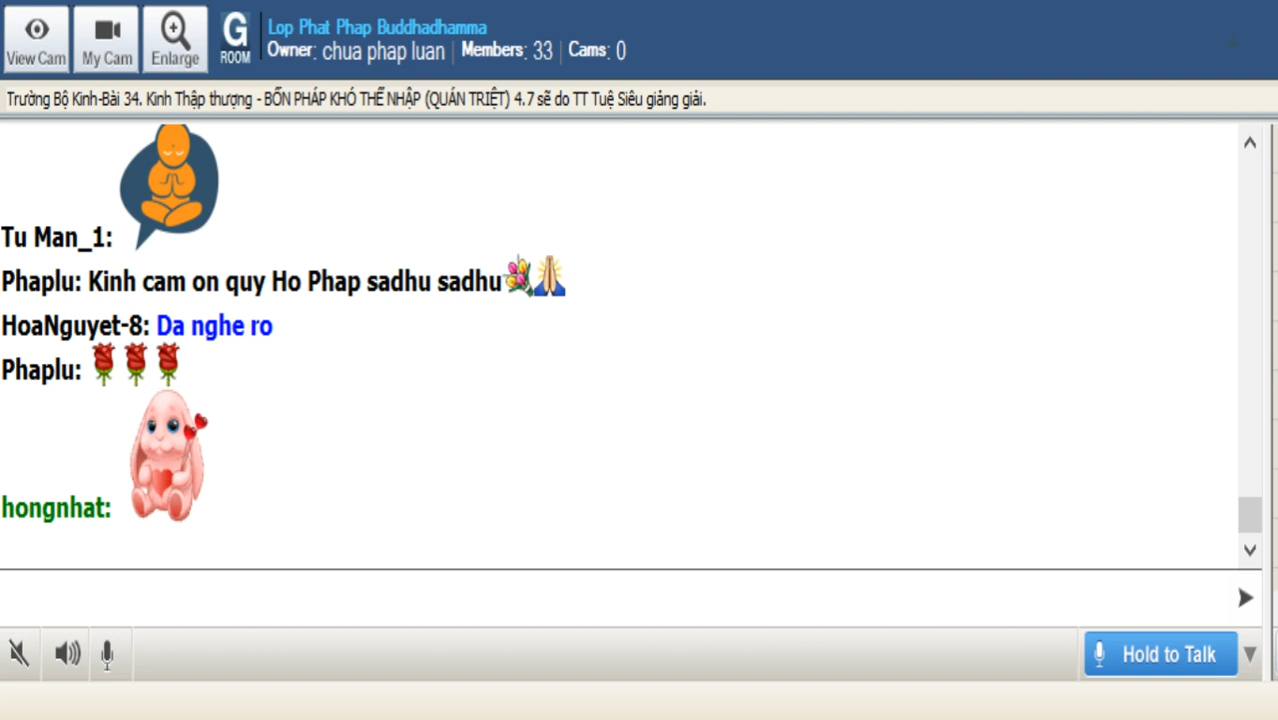 View Cam
My Cam
Enlarge
G
ROOM
Lop Phat Phap Buddhadhamma
Owner: chua phap luan | Members: 33 | Cams: 0
Trường Bộ Kinh-Bài 34. Kinh Thập thượng - BỐN PHÁP KHÓ THỂ NHẬP (QUÁN TRIỆT) 4.7 sẽ do TT Tuệ Siêu giảng giải.
Tu Man_1:
Phaplu: Kinh cam on quy Ho Phap sadhu sadhu
HoaNguyet-8: Da nghe ro
Phaplu:
hongnhat:
Hold to Talk